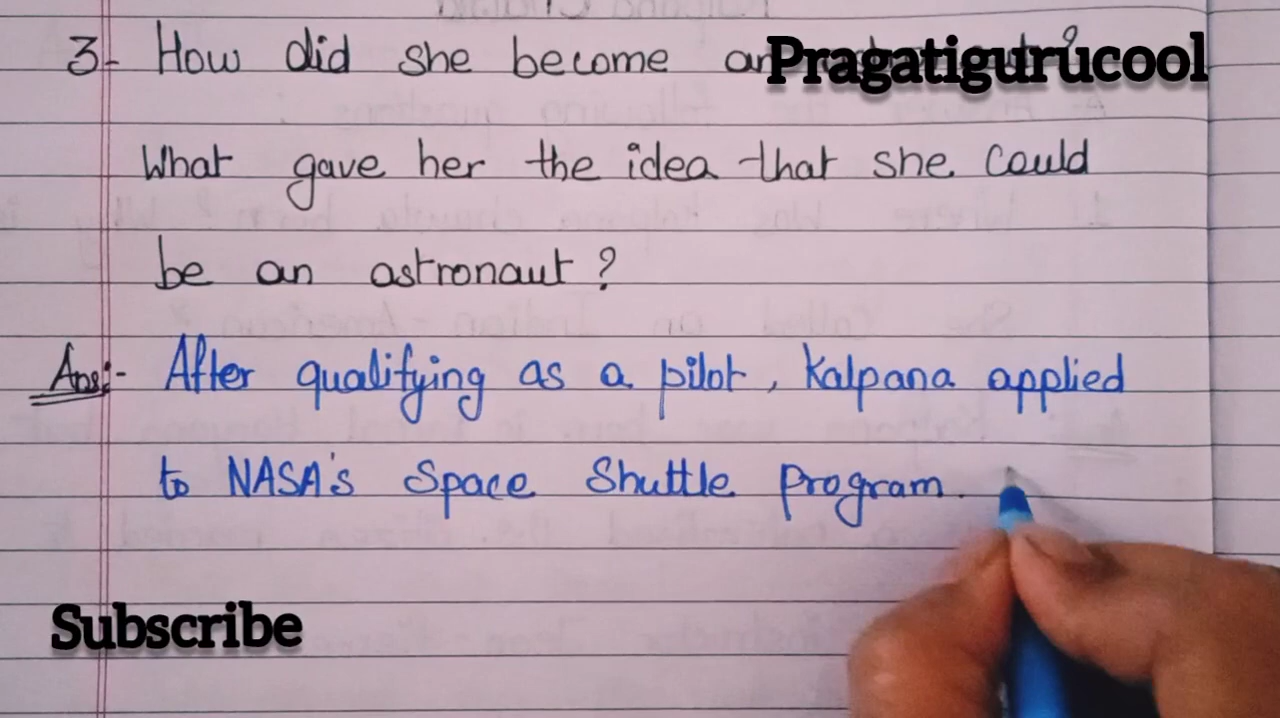 3- How did she become an
Pragatigurucool
What gave her the idea that she could
be an astronaut ?
Ans:- After qualifying as a pilot, Kalpana applied
to NASA's Space Shuttle program.
Subscribe